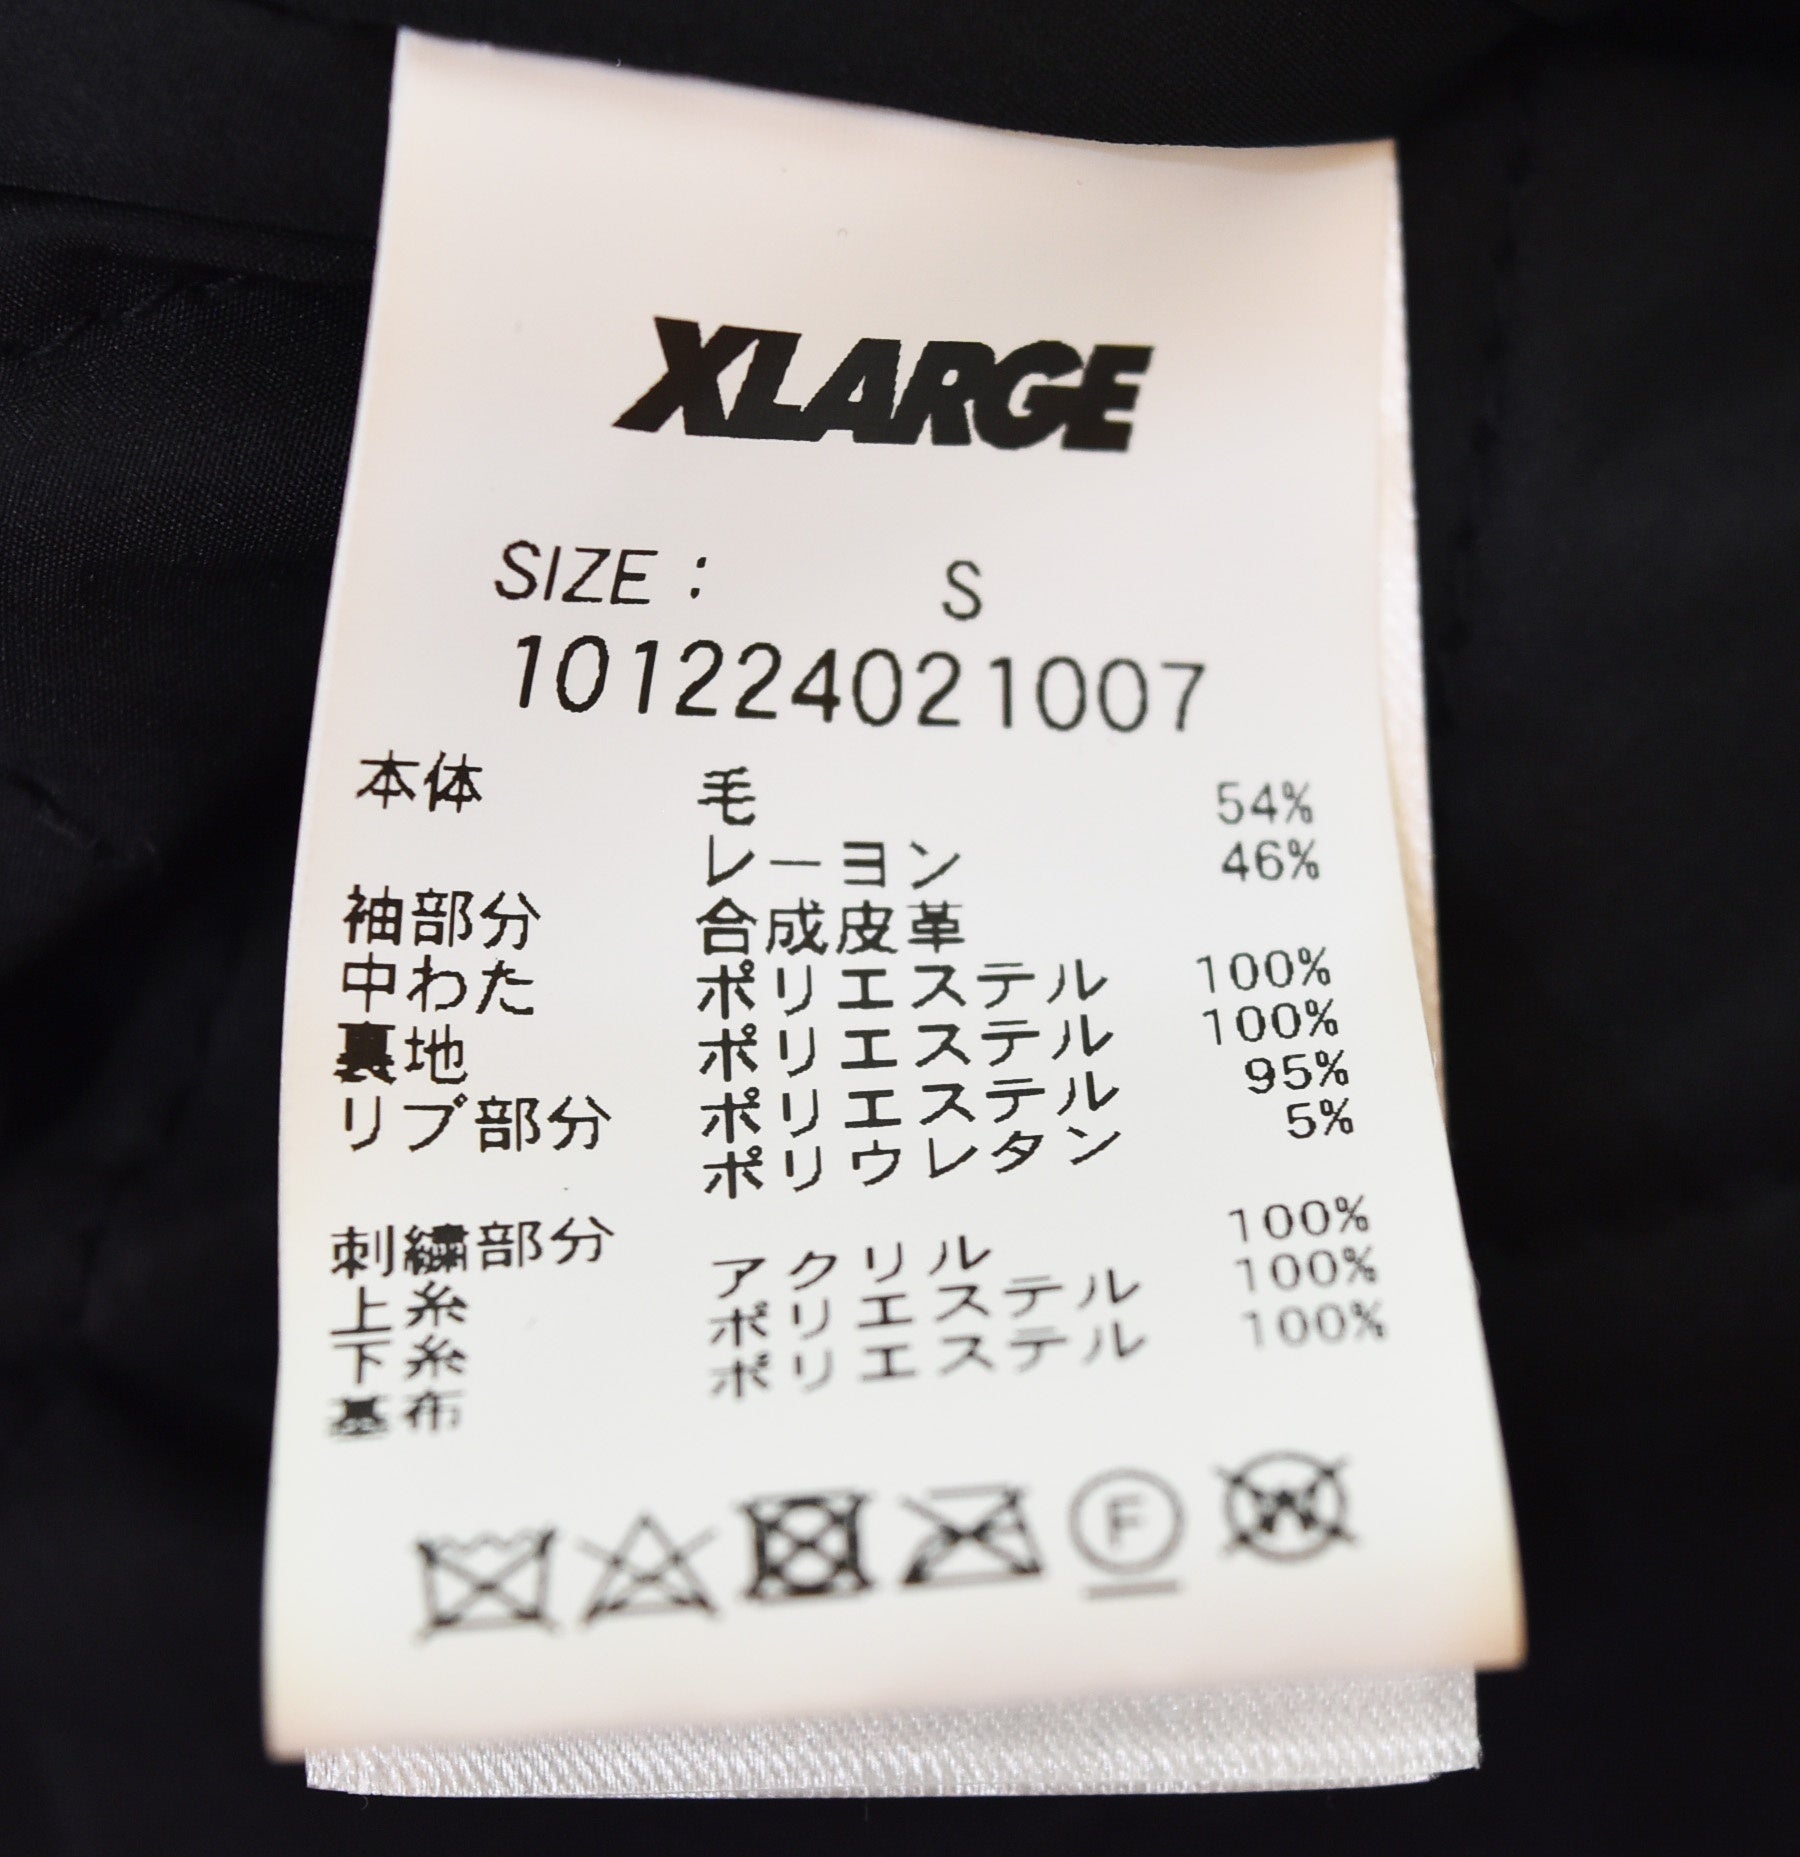 XLARGE
SIZE : S
101224021007
本体 毛 54%
レーヨン 46%
袖部分 合成皮革
中わた ポリエステル 100%
裏地 ポリエステル 100%
リブ部分 ポリエステル 95%
ポリウレタン 5%
刺繍部分
上糸 アクリル 100%
下糸 ポリエステル 100%
基布 ポリエステル 100%
F
W